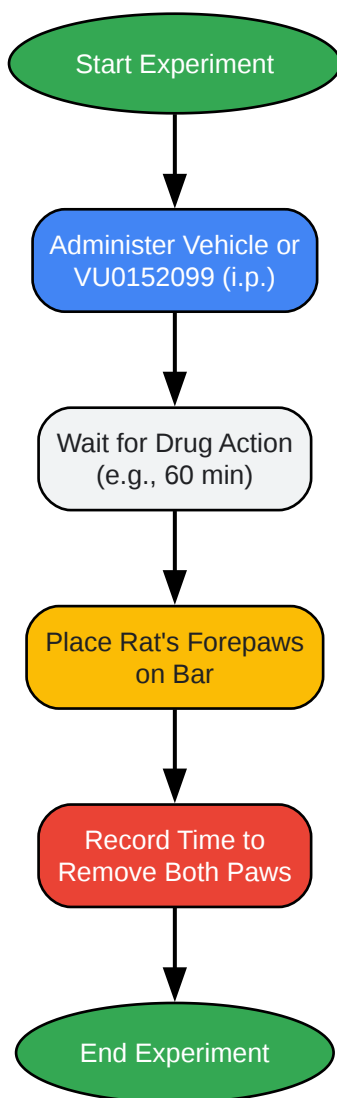 Start Experiment
Administer Vehicle or
VU0152099 (i.p.)
Wait for Drug Action
(e.g., 60 min)
Place Rat's Forepaws
on Bar
Record Time to
Remove Both Paws
End Experiment